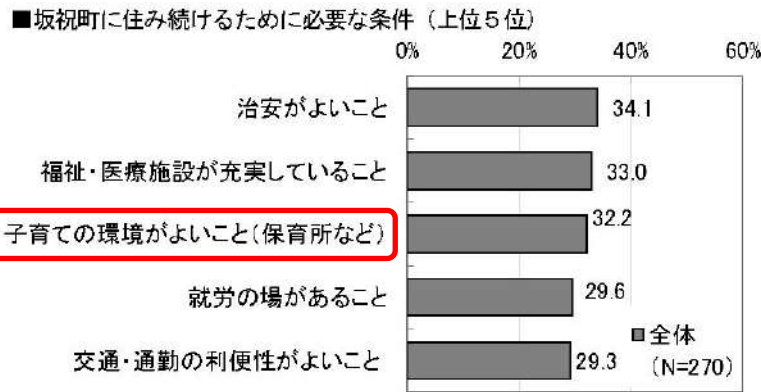 ■坂祝町に住み続けるために必要な条件（上位５位）
0% 20% 40% 60%
治安がよいこと 34.1
福祉・医療施設が充実していること 33.0
子育ての環境がよいこと(保育所など) 32.2
就労の場があること 29.6
交通・通勤の利便性がよいこと 29.3
■全体
(N=270)